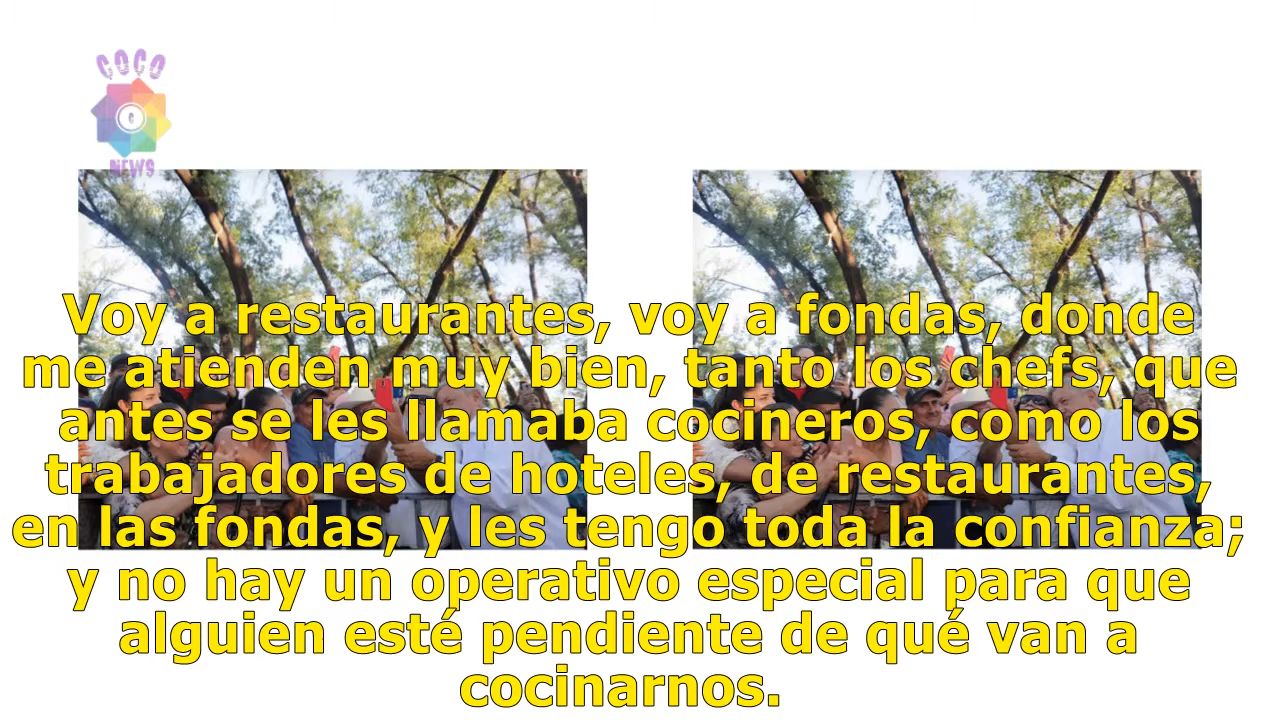 COCO
NEWS
Voy a restaurantes, voy a fondas, donde
me atienden muy bien, tanto los chefs, que
antes se les llamaba cocineros, como los
trabajadores de hoteles, de restaurantes,
en las fondas, y les tengo toda la confianza;
y no hay un operativo especial para que
alguien esté pendiente de qué van a
cocinarnos.